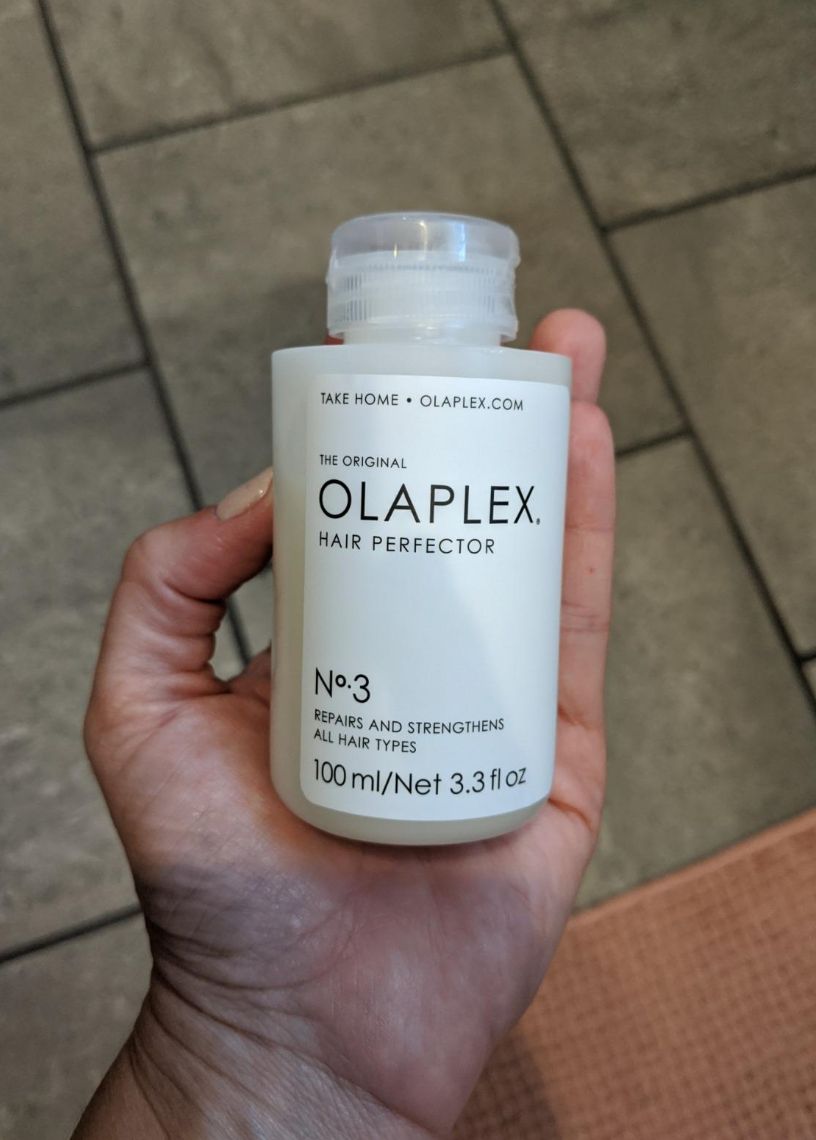 TAKE HOME • OLAPLEX.COM
THE ORIGINAL
OLAPLEX®
HAIR PERFECTOR
Nº.3
REPAIRS AND STRENGTHENS
ALL HAIR TYPES
100 ml/Net 3.3 fl oz